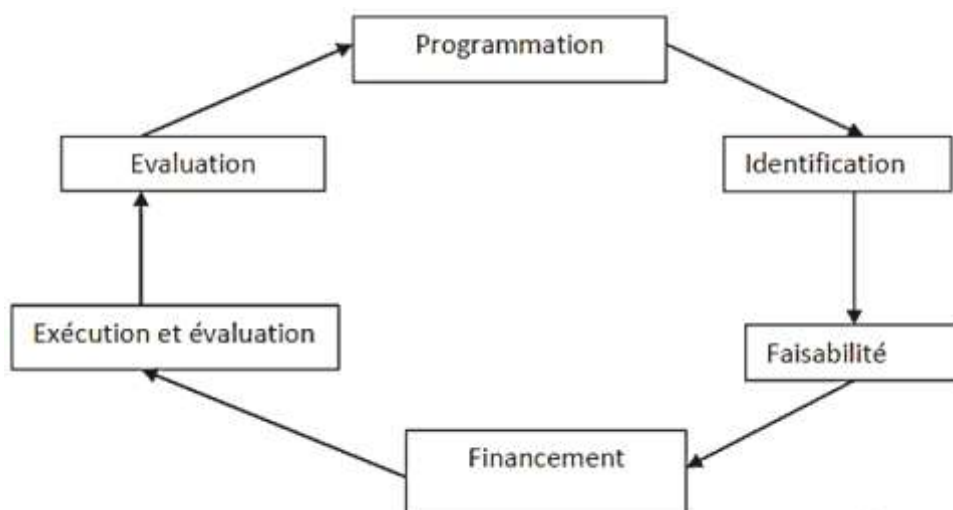 Programmation
Evaluation
Identification
Exécution et évaluation
Faisabilité
Financement